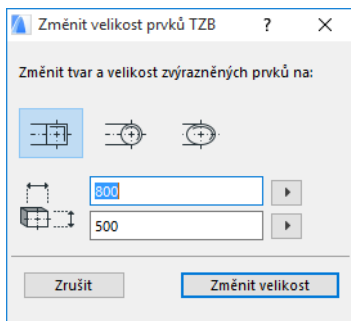 Změnit velikost prvků TZB ?
Změnit tvar a velikost zvýrazněných prvků na:
800
500
Zrušit Změnit velikost